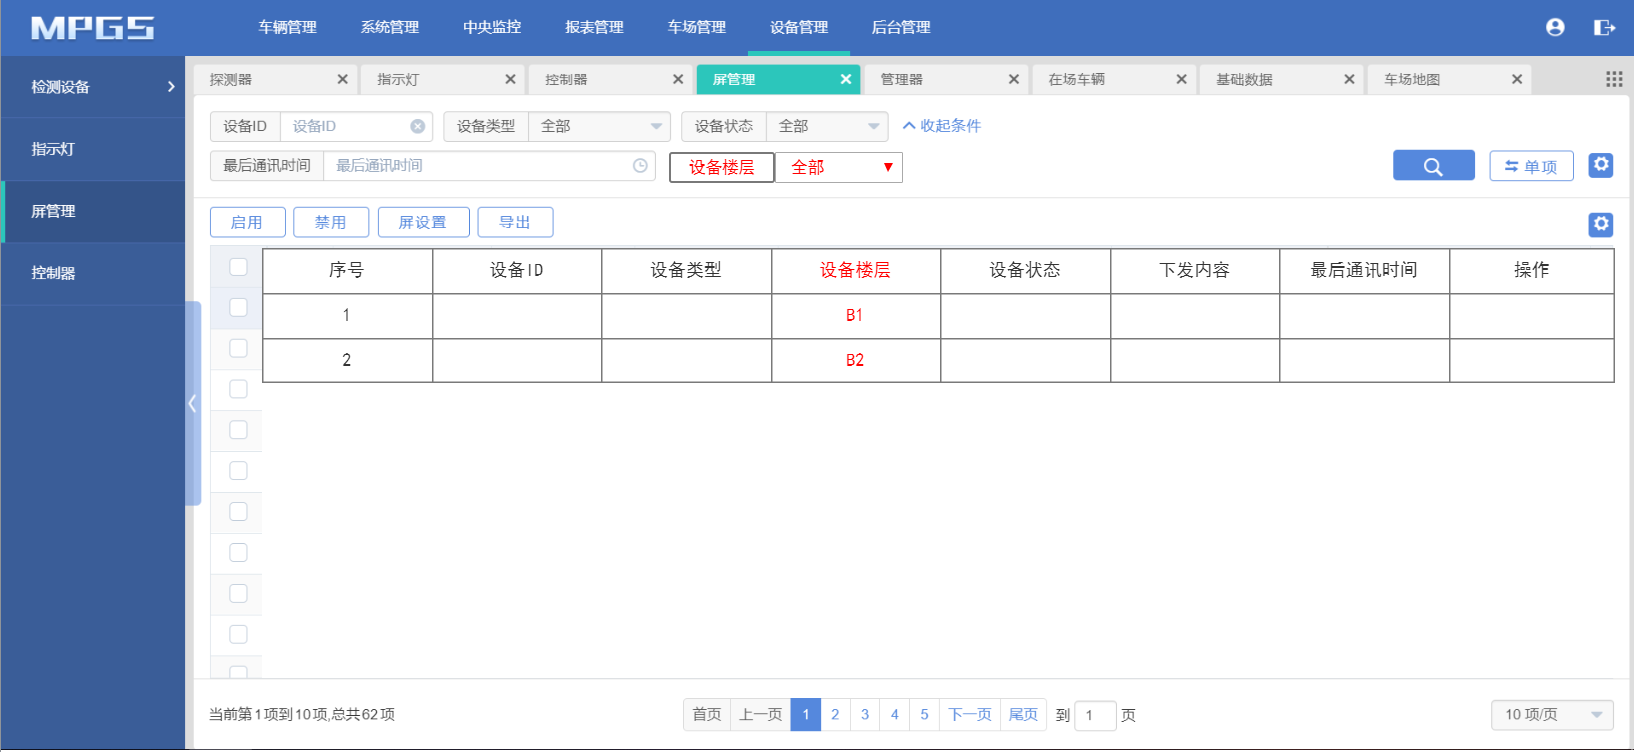 MPGS
车辆管理 系统管理 中央监控 报表管理 车场管理 设备管理 后台管理
检测设备
指示灯
屏管理
控制器
探测器 指示灯 控制器 屏管理 管理器 在场车辆 基础数据 车场地图
设备ID 设备ID 设备类型 全部 设备状态 全部 收起条件
最后通讯时间 最后通讯时间 设备楼层 全部 单项
启用 禁用 屏设置 导出
序号 设备ID 设备类型 设备楼层 设备状态 下发内容 最后通讯时间 操作
1 B1
2 B2
当前第1项到10项,总共62项 首页 上一页 1 2 3 4 5 下一页 尾页 到 1 页 10 项/页